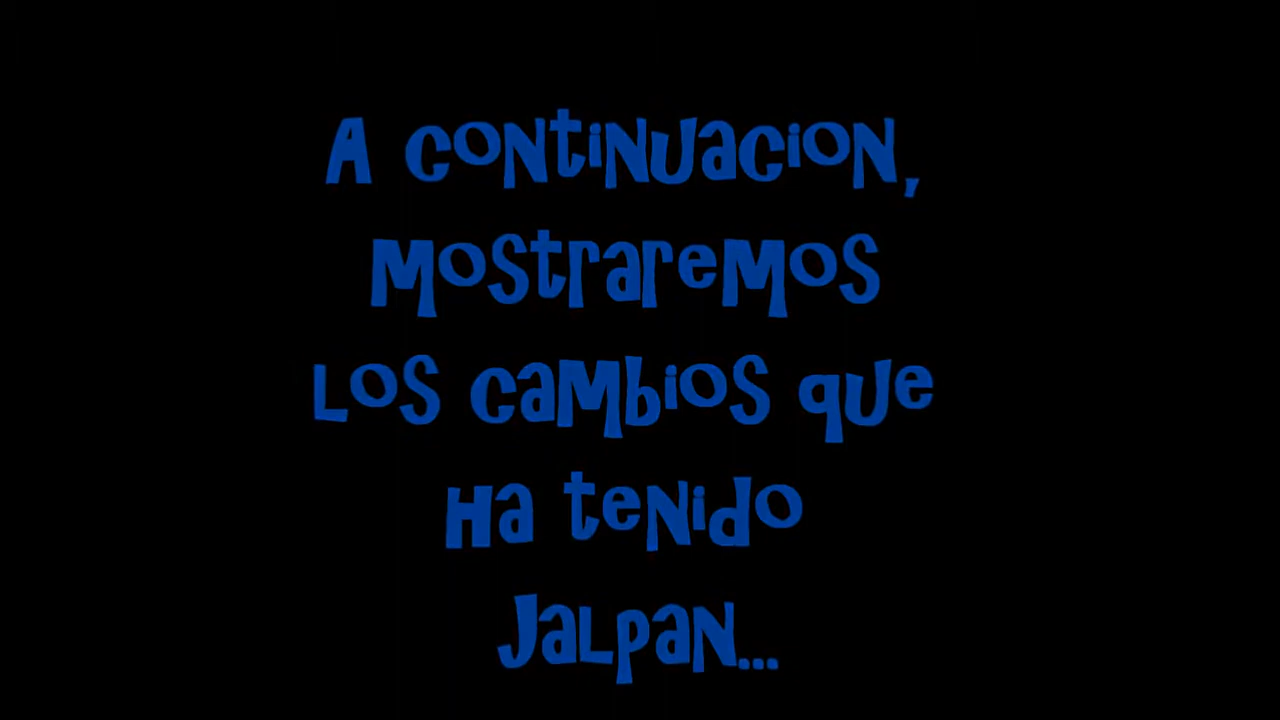 A continuacion,
mostraremos
los cambios que
ha tenido
Jalpan...